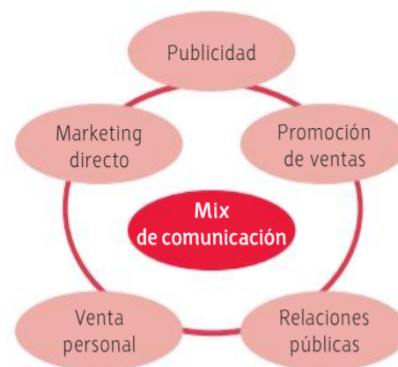 Publicidad
Marketing
directo
Promoción
de ventas
Mix
de comunicación
Venta
personal
Relaciones
públicas